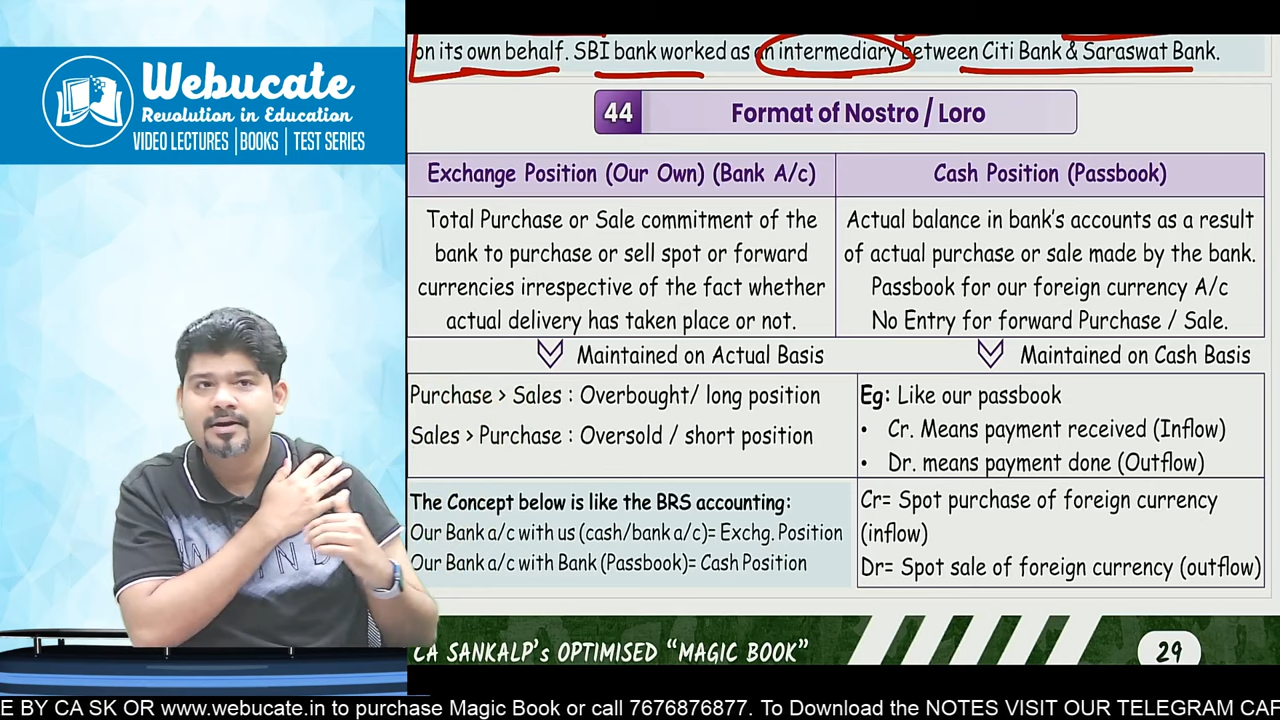 Webucate
Revolution in Education
VIDEO LECTURES | BOOKS | TEST SERIES
on its own behalf. SBI bank worked as an intermediary between Citi Bank & Saraswat Bank.
44 Format of Nostro / Loro
Exchange Position (Our Own) (Bank A/c)
Total Purchase or Sale commitment of the
bank to purchase or sell spot or forward
currencies irrespective of the fact whether
actual delivery has taken place or not.
Maintained on Actual Basis
Purchase > Sales : Overbought/ long position
Sales > Purchase : Oversold / short position
The Concept below is like the BRS accounting:
Our Bank a/c with us (cash/bank a/c)= Exchg. Position
Our Bank a/c with Bank (Passbook)= Cash Position
Cash Position (Passbook)
Actual balance in bank's accounts as a result
of actual purchase or sale made by the bank.
Passbook for our foreign currency A/c
No Entry for forward Purchase / Sale.
Maintained on Cash Basis
Eg: Like our passbook
• Cr. Means payment received (Inflow)
• Dr. means payment done (Outflow)
Cr= Spot purchase of foreign currency
(inflow)
Dr= Spot sale of foreign currency (outflow)
CA SANKALP's OPTIMISED "MAGIC BOOK"
29
E BY CA SK OR www.webucate.in to purchase Magic Book or call 7676876877. To Download the NOTES VISIT OUR TELEGRAM CAF